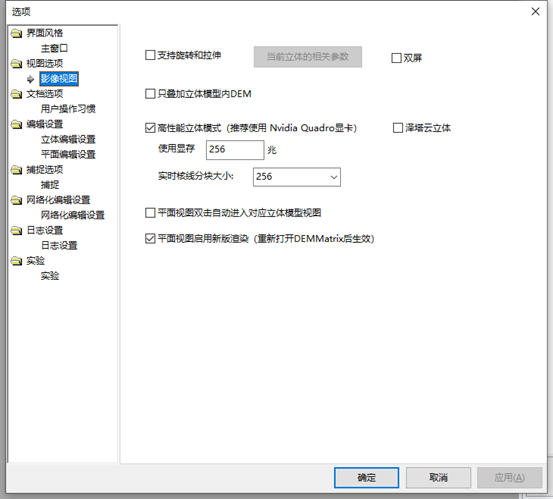 选项
界面风格
主窗口
视图选项
影像视图
文档选项
用户操作习惯
编辑设置
立体编辑设置
平面编辑设置
捕捉选项
捕捉
网络化编辑设置
网络化编辑设置
日志设置
日志设置
实验
实验
支持旋转和拉伸
当前立体的相关参数
双屏
只叠加立体模型内DEM
高性能立体模式（推荐使用 Nvidia Quadro显卡）
泽塔云立体
使用显存 256 兆
实时核线分块大小: 256
平面视图双击自动进入对应立体模型视图
平面视图启用新版渲染（重新打开DEMMatrix后生效）
确定
取消
应用(A)